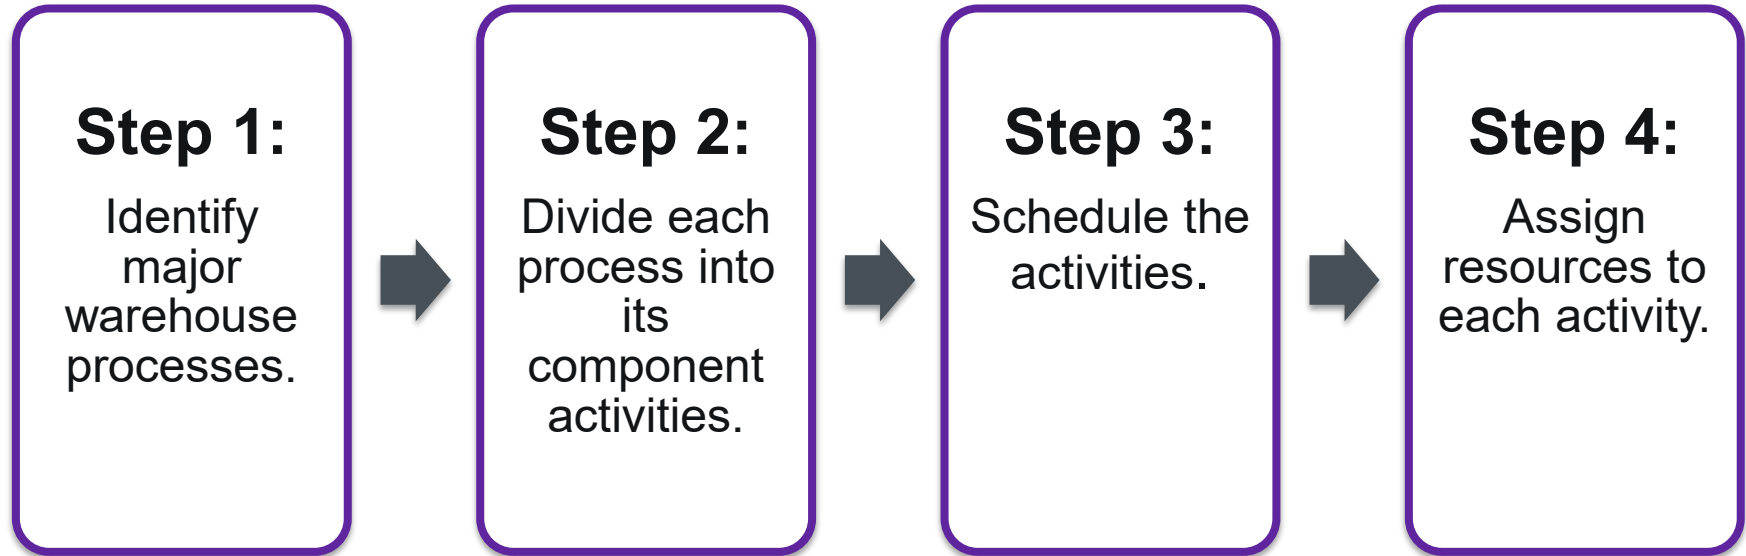 Step 1:
Identify
major
warehouse
processes.
Step 2:
Divide each
process into
its
component
activities.
Step 3:
Schedule the
activities.
Step 4:
Assign
resources to
each activity.